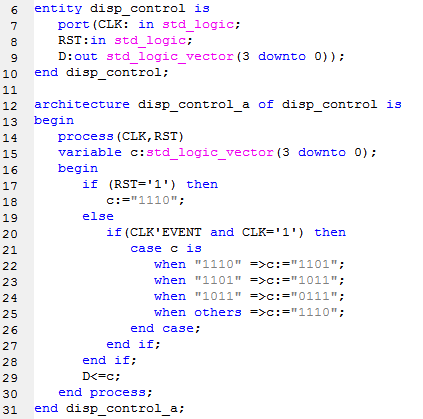 6 entity disp_control is
7 port(CLK: in std_logic;
8 RST:in std_logic;
9 D:out std_logic_vector(3 downto 0));
10 end disp_control;
11
12 architecture disp_control_a of disp_control is
13 begin
14 process(CLK,RST)
15 variable c:std_logic_vector(3 downto 0);
16 begin
17 if (RST='1') then
18 c:="1110";
19 else
20 if(CLK'EVENT and CLK='1') then
21 case c is
22 when "1110" =>c:="1101";
23 when "1101" =>c:="1011";
24 when "1011" =>c:="0111";
25 when others =>c:="1110";
26 end case;
27 end if;
28 end if;
29 D<=c;
30 end process;
31 end disp_control_a;